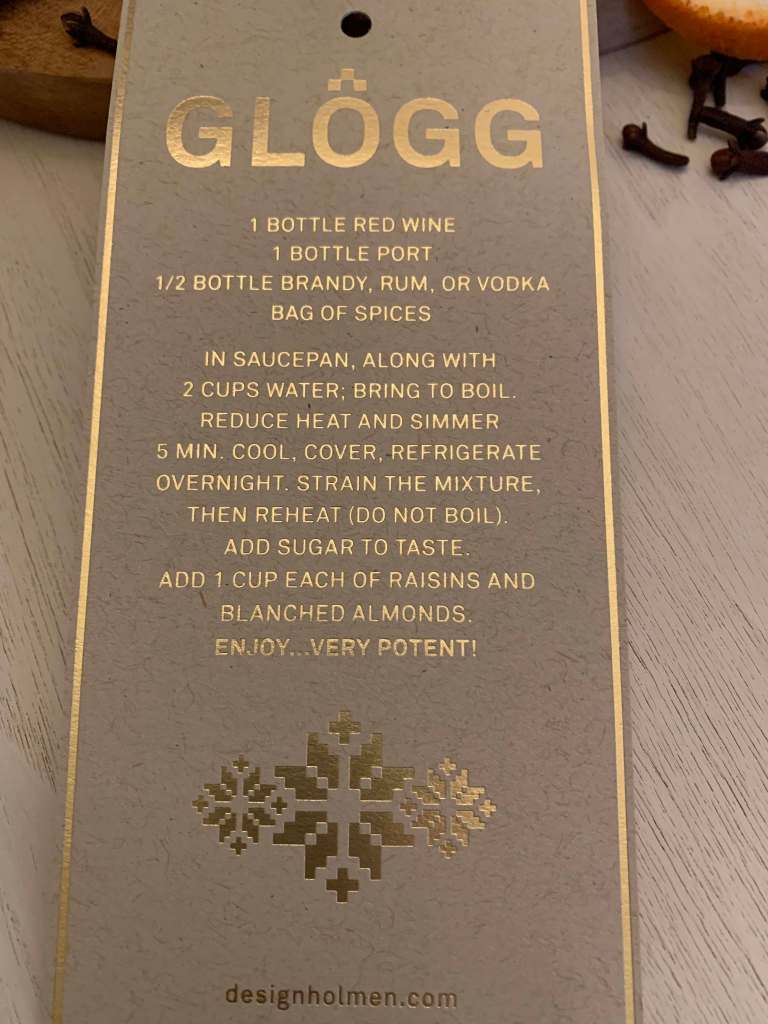 GLÖGG
1 BOTTLE RED WINE
1 BOTTLE PORT
1/2 BOTTLE BRANDY, RUM, OR VODKA
BAG OF SPICES
IN SAUCEPAN, ALONG WITH
2 CUPS WATER; BRING TO BOIL.
REDUCE HEAT AND SIMMER
5 MIN. COOL, COVER, REFRIGERATE
OVERNIGHT. STRAIN THE MIXTURE,
THEN REHEAT (DO NOT BOIL).
ADD SUGAR TO TASTE.
ADD 1 CUP EACH OF RAISINS AND
BLANCHED ALMONDS.
ENJOY...VERY POTENT!
designholmen.com